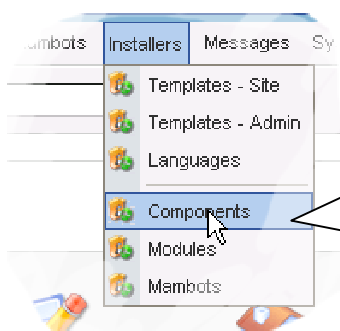 ambots Installers Messages Sy
Templates - Site
Templates - Admin
Languages
Components
Modules
Mambots